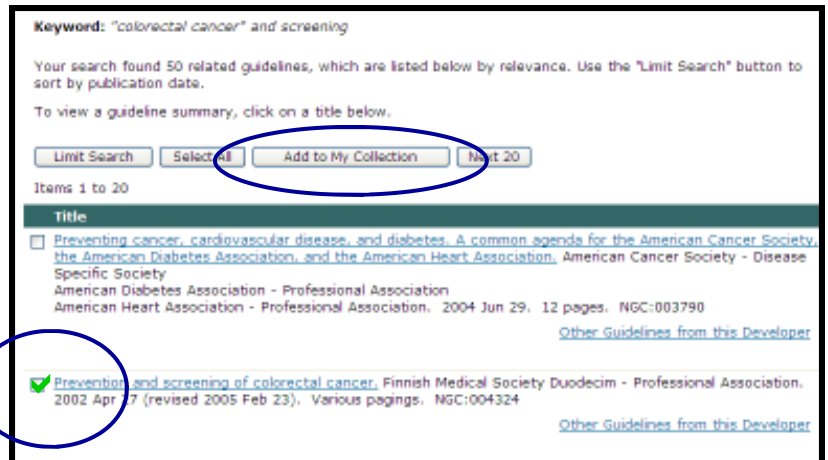 Keyword: "colorectal cancer" and screening
Your search found 50 related guidelines, which are listed below by relevance. Use the "Limit Search" button to
sort by publication date.
To view a guideline summary, click on a title below.
Limit Search Select All Add to My Collection Next 20
Items 1 to 20
Title
Preventing cancer, cardiovascular disease, and diabetes. A common agenda for the American Cancer Society,
the American Diabetes Association, and the American Heart Association. American Cancer Society - Disease
Specific Society
American Diabetes Association - Professional Association
American Heart Association - Professional Association. 2004 Jun 29. 12 pages. NGC:003790
Other Guidelines from this Developer
Prevention and screening of colorectal cancer. Finnish Medical Society Duodecim - Professional Association.
2002 Apr 17 (revised 2005 Feb 23). Various pagings. NGC:004324
Other Guidelines from this Developer